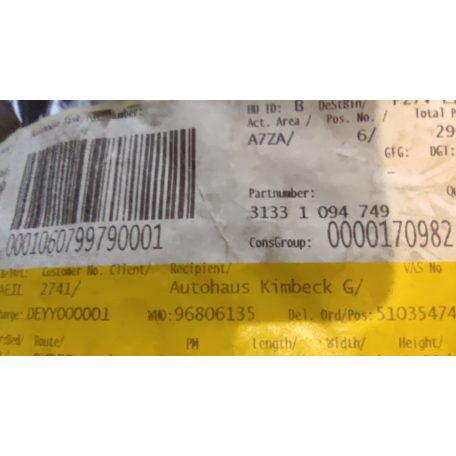 HU ID: B DeStBin/
Act. Area / Pos. No. / Total P
A7ZA/ 6/ 29
GFG: DGT:
Partnumber:
3133 1 094 749
0001060799790001 ConsGroup: 0000170982
Customer No. Client/ Recipient/ VAS No
2741/ Autohaus Kimbeck G/
DEYY000001 WNO:96806135 Del. Ord/Pos:51035474
Route/ PM Length/ Width/ Height/